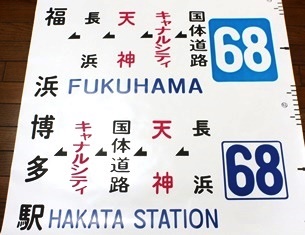 福浜
長浜
天神
キャナルシティ
国体道路
68
FUKUHAMA
博多駅
キャナルシティ
国体道路
天神
長浜
68
HAKATA STATION